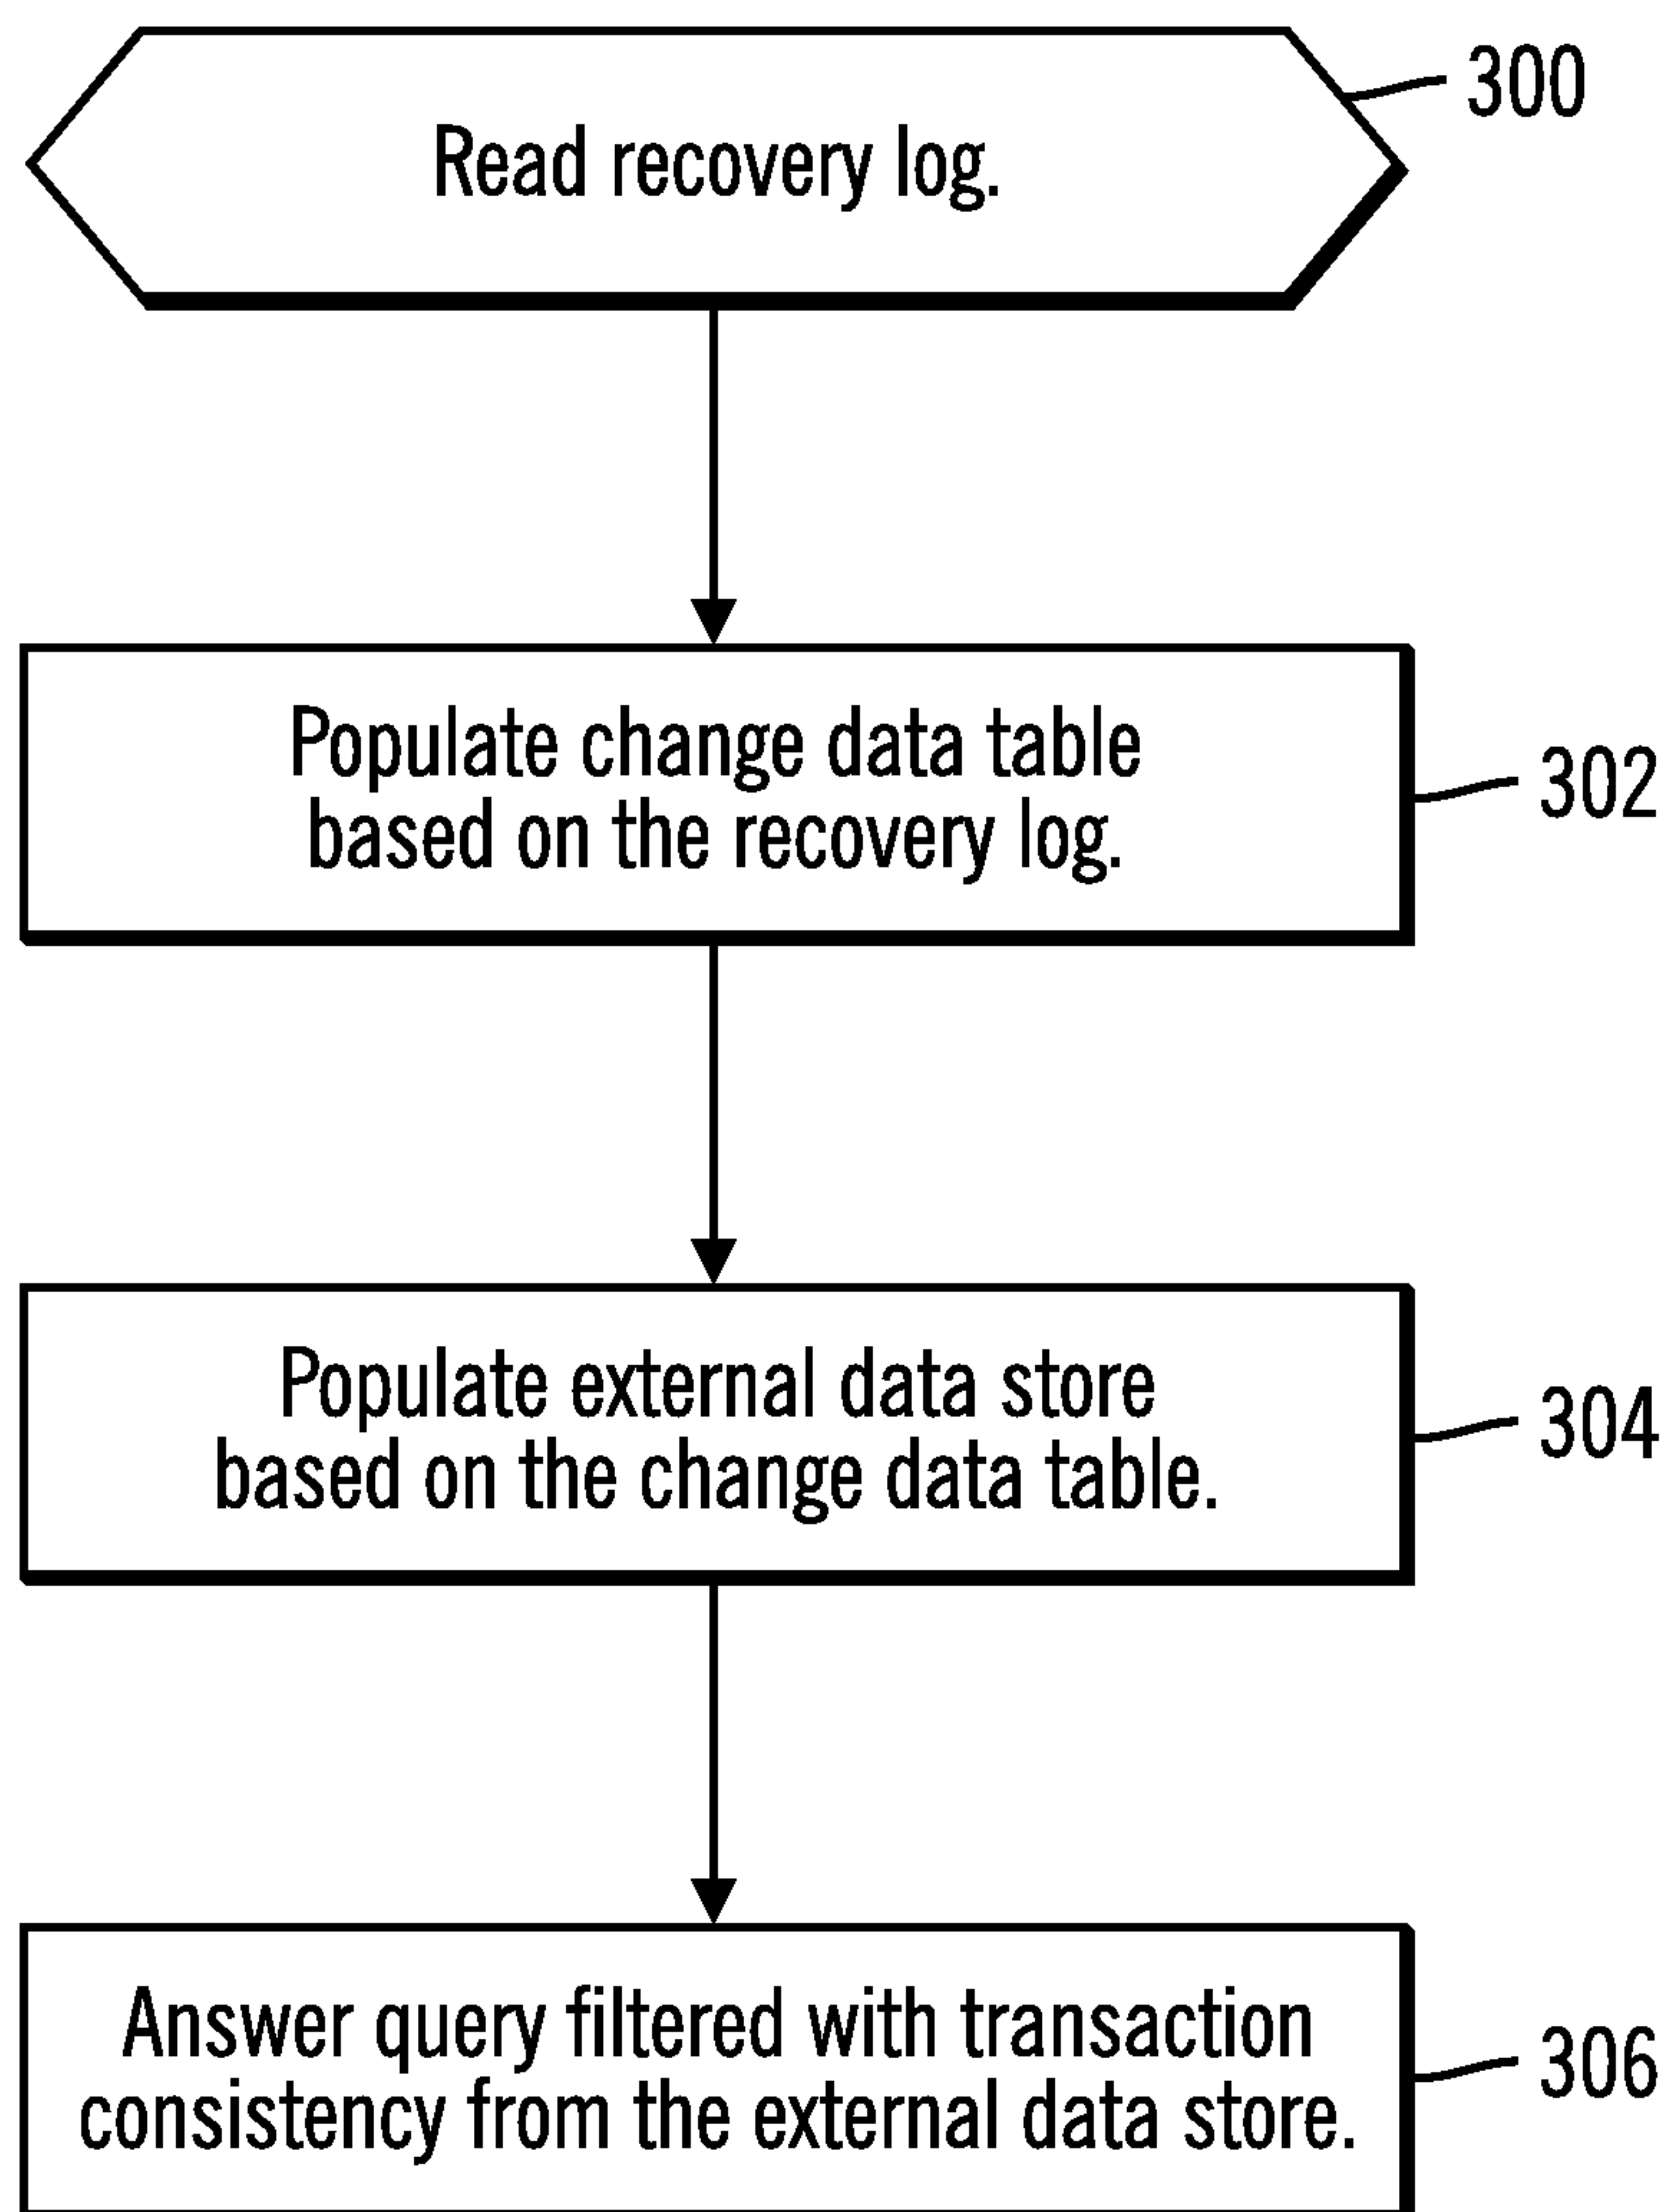 Read recovery log.
300
Populate change data table
based on the recovery log.
302
Populate external data store
based on the change data table.
304
Answer query filtered with transaction
consistency from the external data store.
306